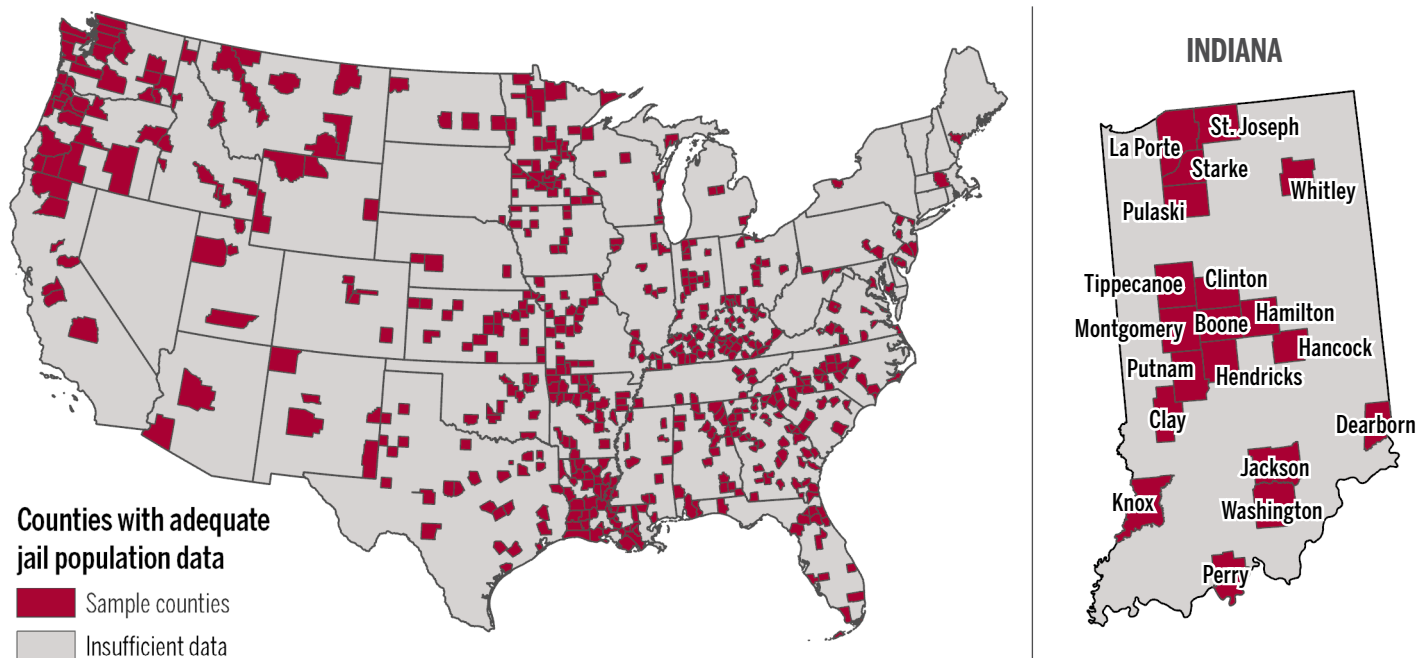 Counties with adequate
jail population data
Sample counties
Insufficient data
INDIANA
St. Joseph
La Porte
Starke
Whitley
Pulaski
Tippecanoe
Clinton
Hamilton
Montgomery
Boone
Hancock
Putnam
Hendricks
Clay
Dearborn
Jackson
Knox
Washington
Perry